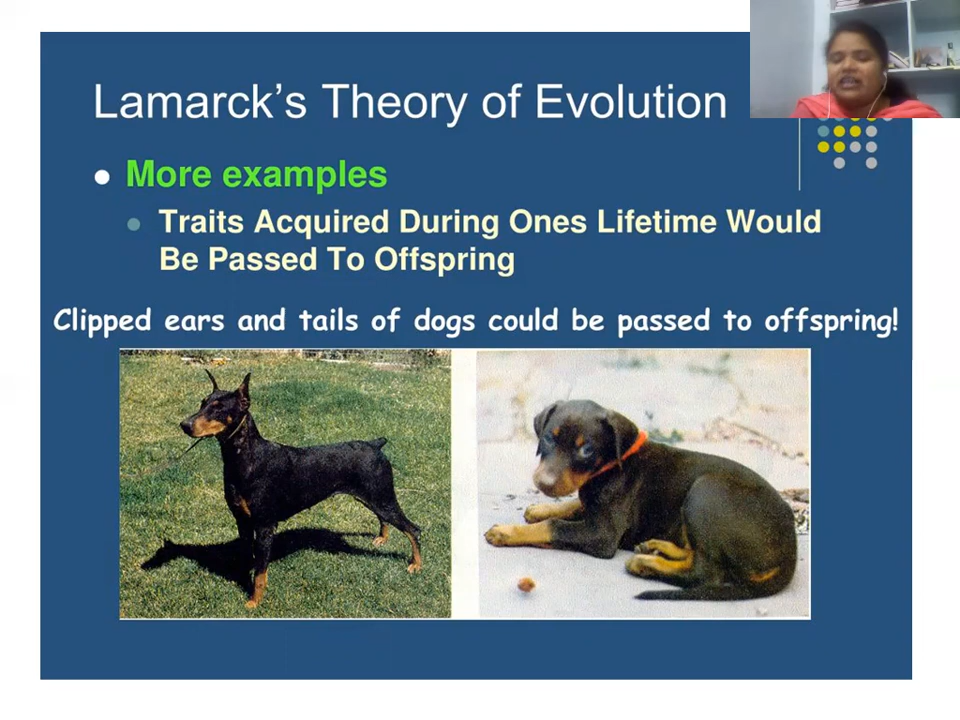 Lamarck's Theory of Evolution
More examples
Traits Acquired During Ones Lifetime Would
Be Passed To Offspring
Clipped ears and tails of dogs could be passed to offspring!